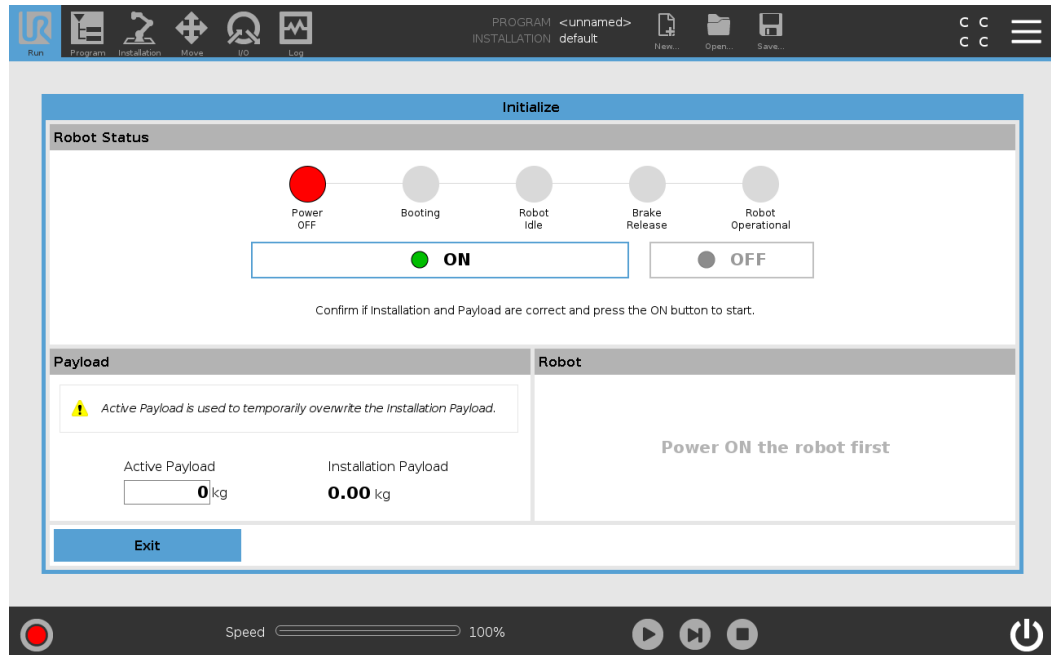 UR
Run
Program
Installation
Move
I/O
Log
PROGRAM <unnamed>
INSTALLATION default
New...
Open...
Save...
C C
C C
Initialize
Robot Status
Power OFF
Booting
Robot Idle
Brake Release
Robot Operational
ON
OFF
Confirm if Installation and Payload are correct and press the ON button to start.
Payload
Robot
Active Payload is used to temporarily overwrite the Installation Payload.
Power ON the robot first
Active Payload
Installation Payload
0 kg
0.00 kg
Exit
Speed 100%